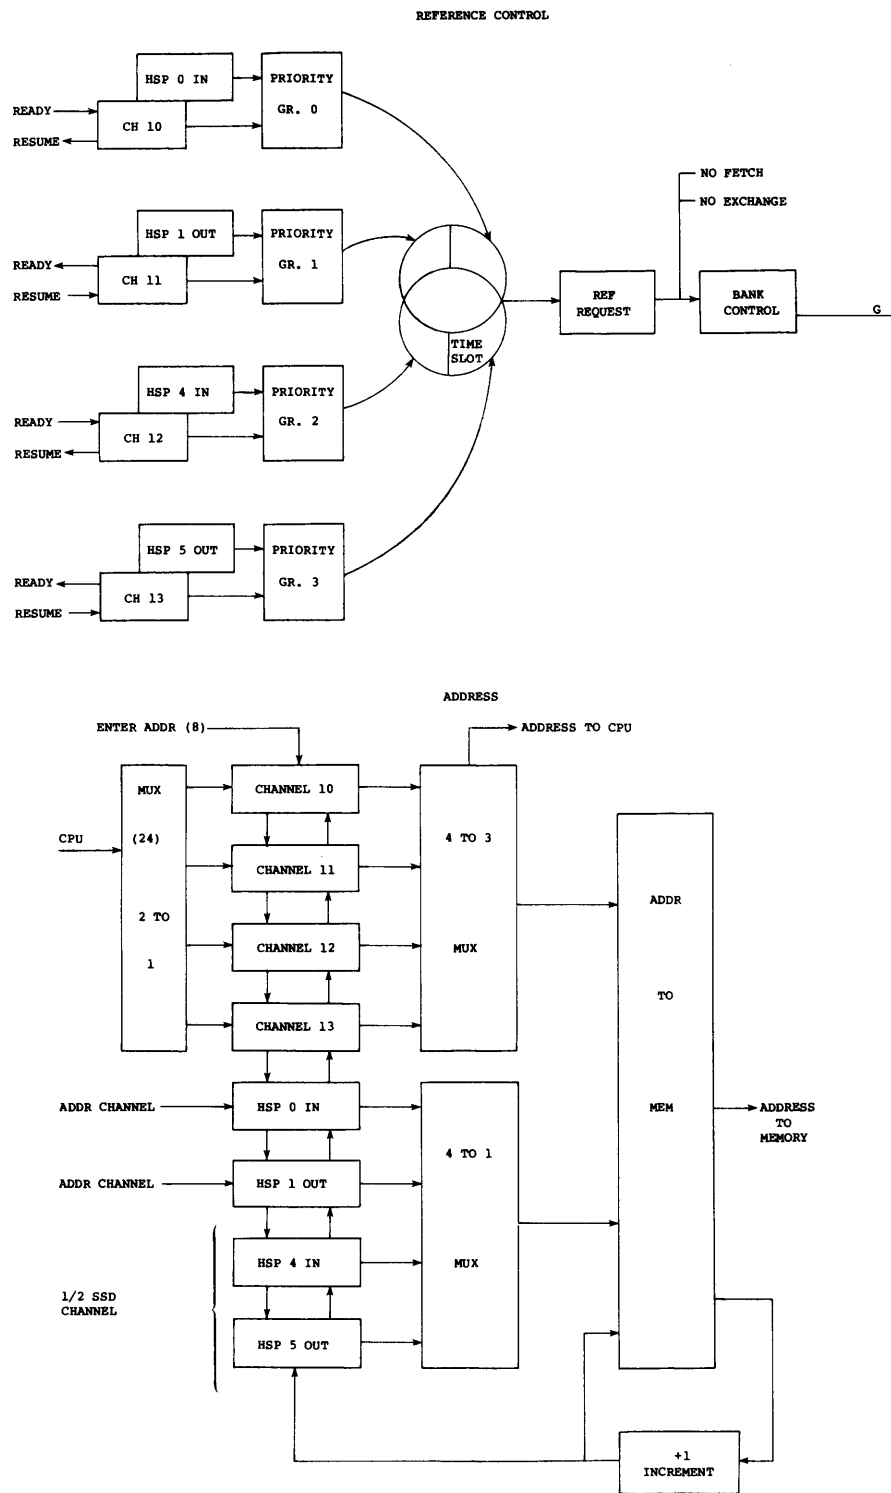 REFERENCE CONTROL
HSP 0 IN
PRIORITY
GR. 0
READY
CH 10
RESUME
NO FETCH
NO EXCHANGE
HSP 1 OUT
PRIORITY
GR. 1
READY
CH 11
RESUME
REF
REQUEST
BANK
CONTROL
G
TIME
SLOT
HSP 4 IN
PRIORITY
GR. 2
READY
CH 12
RESUME
HSP 5 OUT
PRIORITY
GR. 3
READY
CH 13
RESUME
ADDRESS
ENTER ADDR (8)
ADDRESS TO CPU
MUX
(24)
2 TO
1
CPU
CHANNEL 10
CHANNEL 11
CHANNEL 12
CHANNEL 13
4 TO 3
MUX
ADDR
TO
MEM
ADDR CHANNEL
HSP 0 IN
ADDR CHANNEL
HSP 1 OUT
HSP 4 IN
HSP 5 OUT
4 TO 1
MUX
ADDRESS
TO
MEMORY
1/2 SSD
CHANNEL
+1
INCREMENT